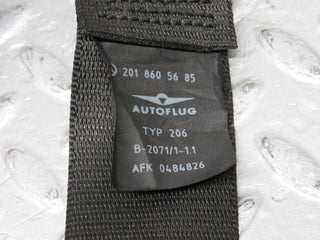 201 860 56 85
AUTOFLUG
TYP 206
B-2071/1-1.1
AFK 0484826